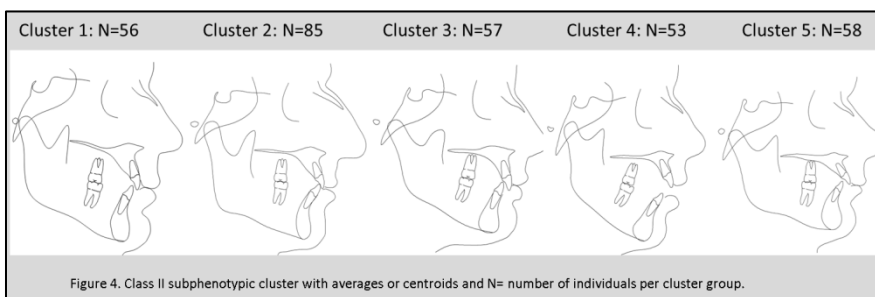 Cluster 1: N=56 Cluster 2: N=85 Cluster 3: N=57 Cluster 4: N=53 Cluster 5: N=58
Figure 4. Class II subphenotypic cluster with averages or centroids and N= number of individuals per cluster group.